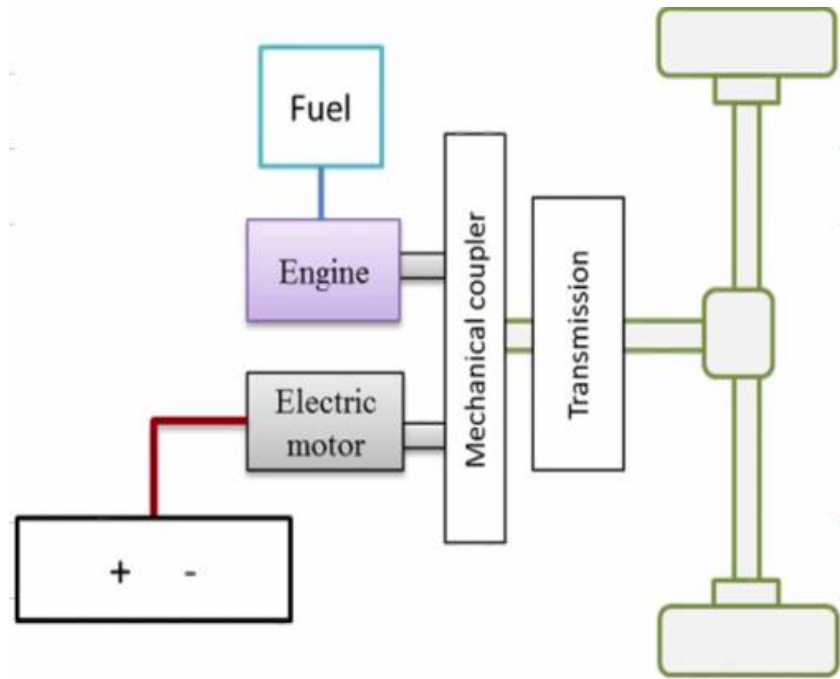 Fuel
Engine
Electric
motor
Mechanical coupler
Transmission
+ -